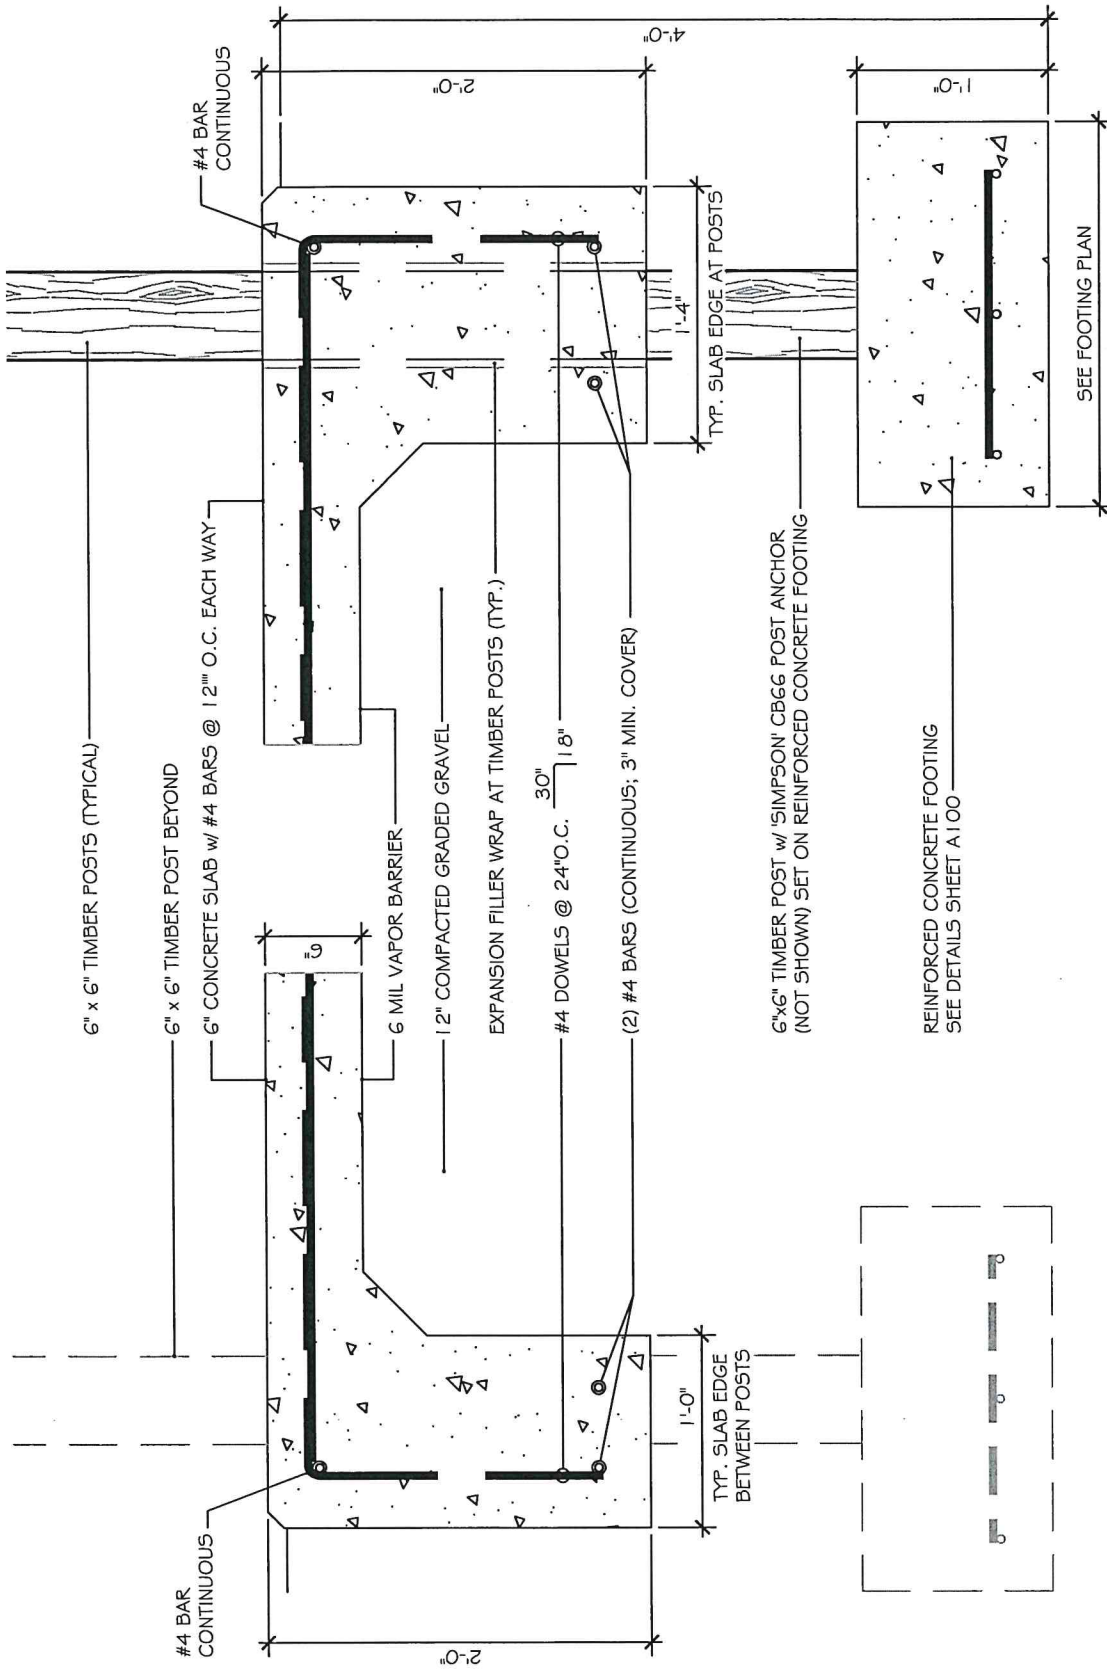 6" x 6" TIMBER POSTS (TYPICAL)
6" x 6" TIMBER POST BEYOND
6" CONCRETE SLAB w/ #4 BARS @ 12"" O.C. EACH WAY
#4 BAR
CONTINUOUS
#4 BAR
CONTINUOUS
6"
2'-0"
2'-0"
4'-0"
6 MIL VAPOR BARRIER
12" COMPACTED GRADED GRAVEL
EXPANSION FILLER WRAP AT TIMBER POSTS (TYP.)
#4 DOWELS @ 24"O.C.
30"
18"
(2) #4 BARS (CONTINUOUS; 3" MIN. COVER)
1'-0"
TYP. SLAB EDGE
BETWEEN POSTS
1'-4"
TYP. SLAB EDGE AT POSTS
6"x6" TIMBER POST w/ 'SIMPSON' CB66 POST ANCHOR
(NOT SHOWN) SET ON REINFORCED CONCRETE FOOTING
REINFORCED CONCRETE FOOTING
SEE DETAILS SHEET A100
1'-0"
SEE FOOTING PLAN